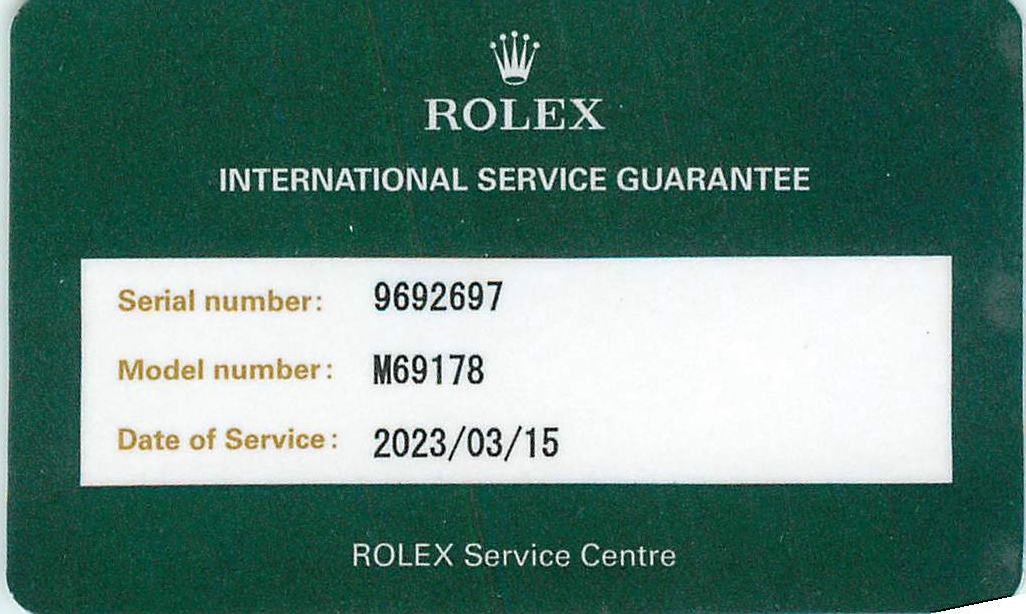 ROLEX
INTERNATIONAL SERVICE GUARANTEE
Serial number: 9692697
Model number: M69178
Date of Service: 2023/03/15
ROLEX Service Centre